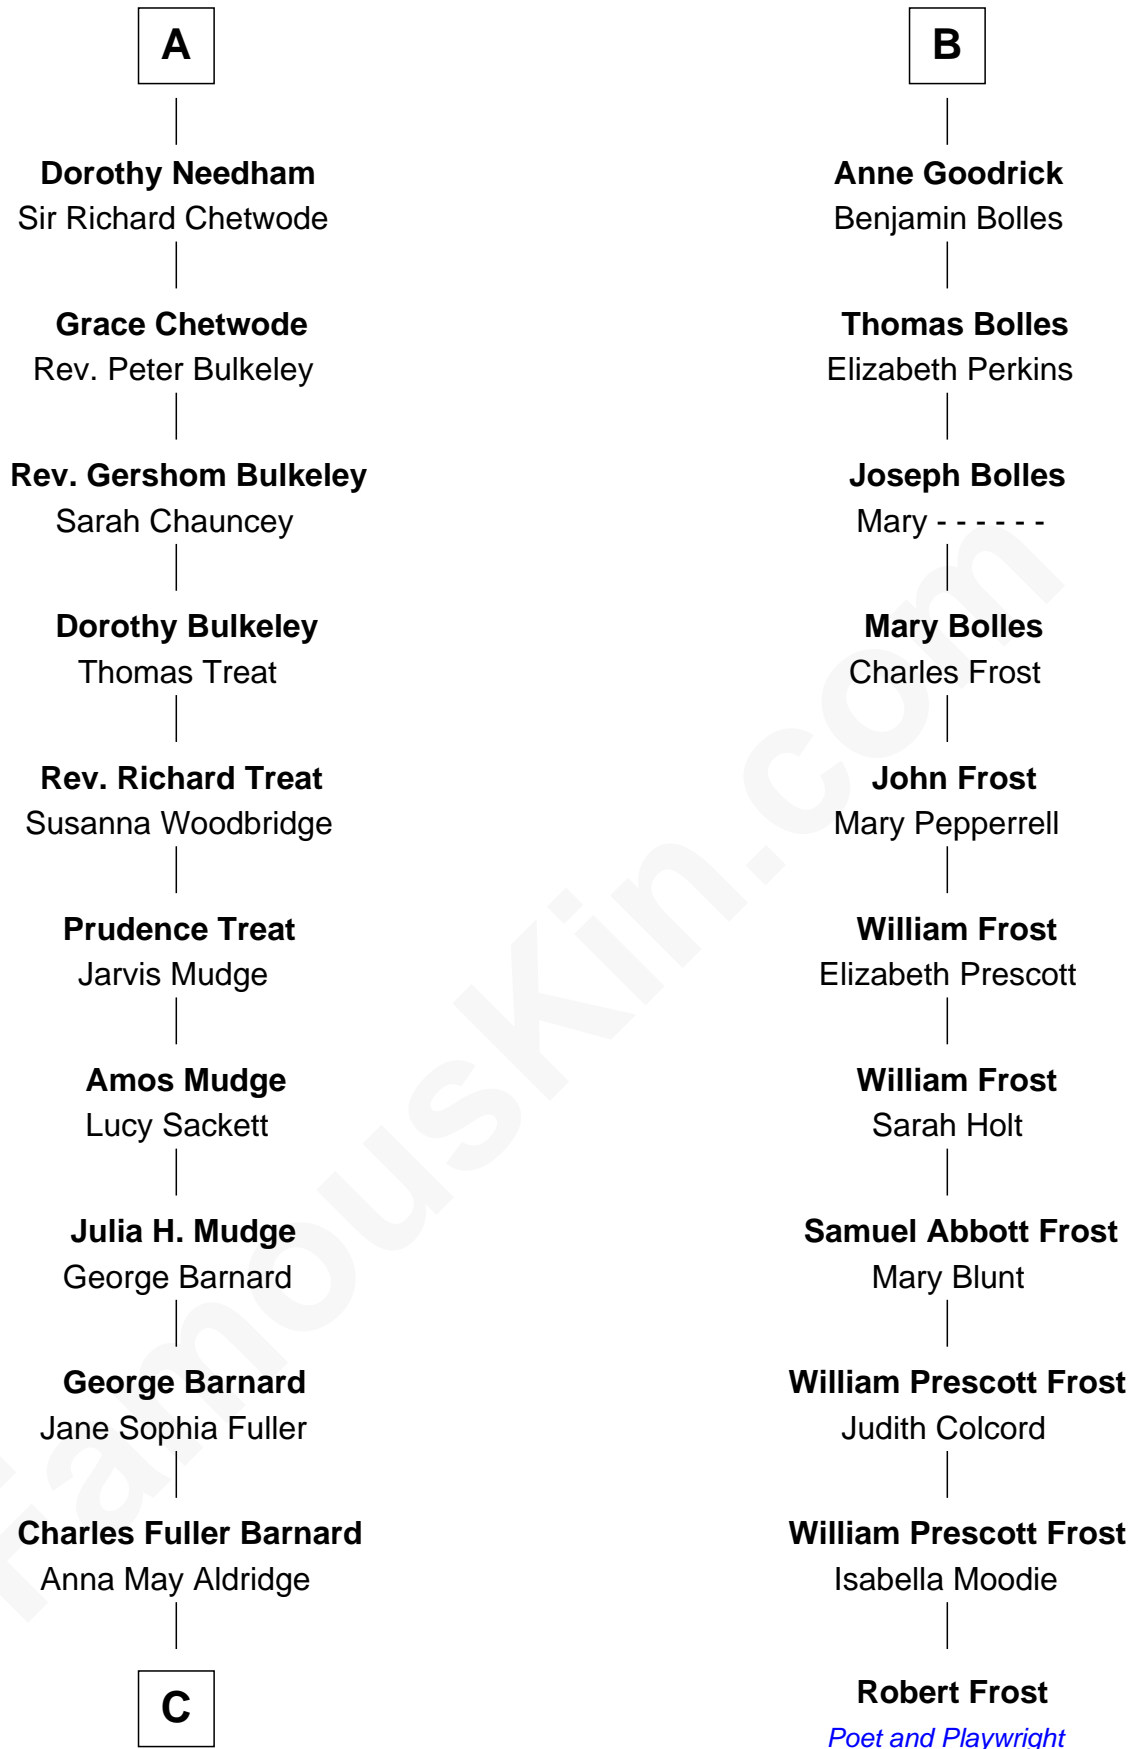 A
Dorothy Needham
Sir Richard Chetwode
Grace Chetwode
Rev. Peter Bulkeley
Rev. Gershom Bulkeley
Sarah Chauncey
Dorothy Bulkeley
Thomas Treat
Rev. Richard Treat
Susanna Woodbridge
Prudence Treat
Jarvis Mudge
Amos Mudge
Lucy Sackett
Julia H. Mudge
George Barnard
George Barnard
Jane Sophia Fuller
Charles Fuller Barnard
Anna May Aldridge
C
B
Anne Goodrick
Benjamin Bolles
Thomas Bolles
Elizabeth Perkins
Joseph Bolles
Mary - - - - - -
Mary Bolles
Charles Frost
John Frost
Mary Pepperrell
William Frost
Elizabeth Prescott
William Frost
Sarah Holt
Samuel Abbott Frost
Mary Blunt
William Prescott Frost
Judith Colcord
William Prescott Frost
Isabella Moodie
Robert Frost
Poet and Playwright
FamousKin.com